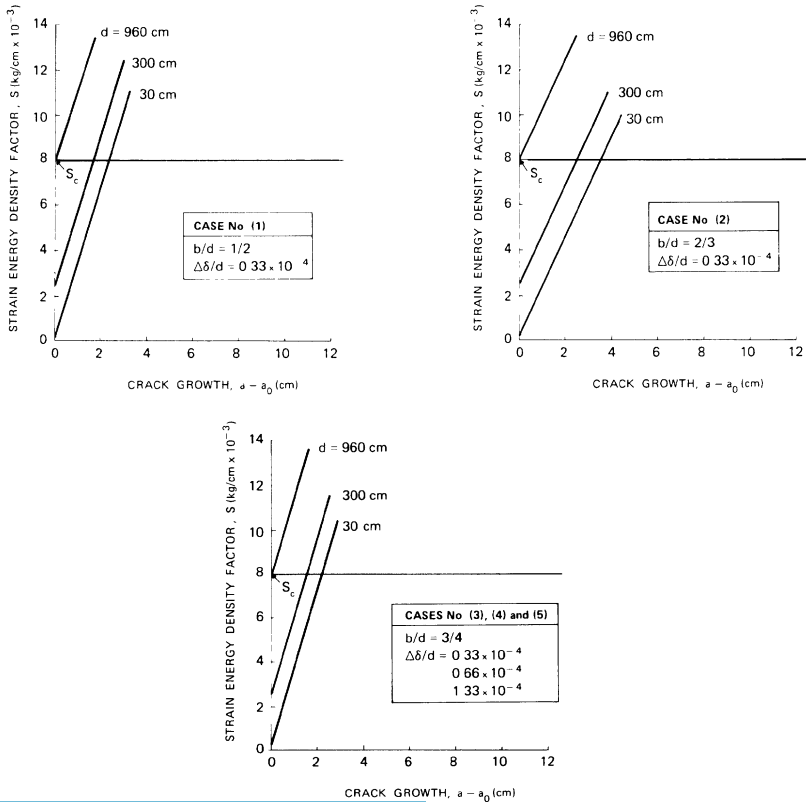 STRAIN ENERGY DENSITY FACTOR, S (kg/cm x 10⁻³)
14
12
10
8
6
4
2
0
d = 960 cm
300 cm
30 cm
S_c
CASE No (1)
b/d = 1/2
Δδ/d = 0 33 × 10⁻⁴
0 2 4 6 8 10 12
CRACK GROWTH, a – a₀ (cm)
STRAIN ENERGY DENSITY FACTOR, S (kg/cm x 10⁻³)
14
12
10
8
6
4
2
0
d = 960 cm
300 cm
30 cm
S_c
CASE No (2)
b/d = 2/3
Δδ/d = 0 33 × 10⁻⁴
0 2 4 6 8 10 12
CRACK GROWTH, a – a₀ (cm)
STRAIN ENERGY DENSITY FACTOR, S (kg/cm x 10⁻³)
14
12
10
8
6
4
2
0
d = 960 cm
300 cm
30 cm
S_c
CASES No (3), (4) and (5)
b/d = 3/4
Δδ/d = 0 33 × 10⁻⁴
0 66 × 10⁻⁴
1 33 × 10⁻⁴
0 2 4 6 8 10 12
CRACK GROWTH, a – a₀ (cm)